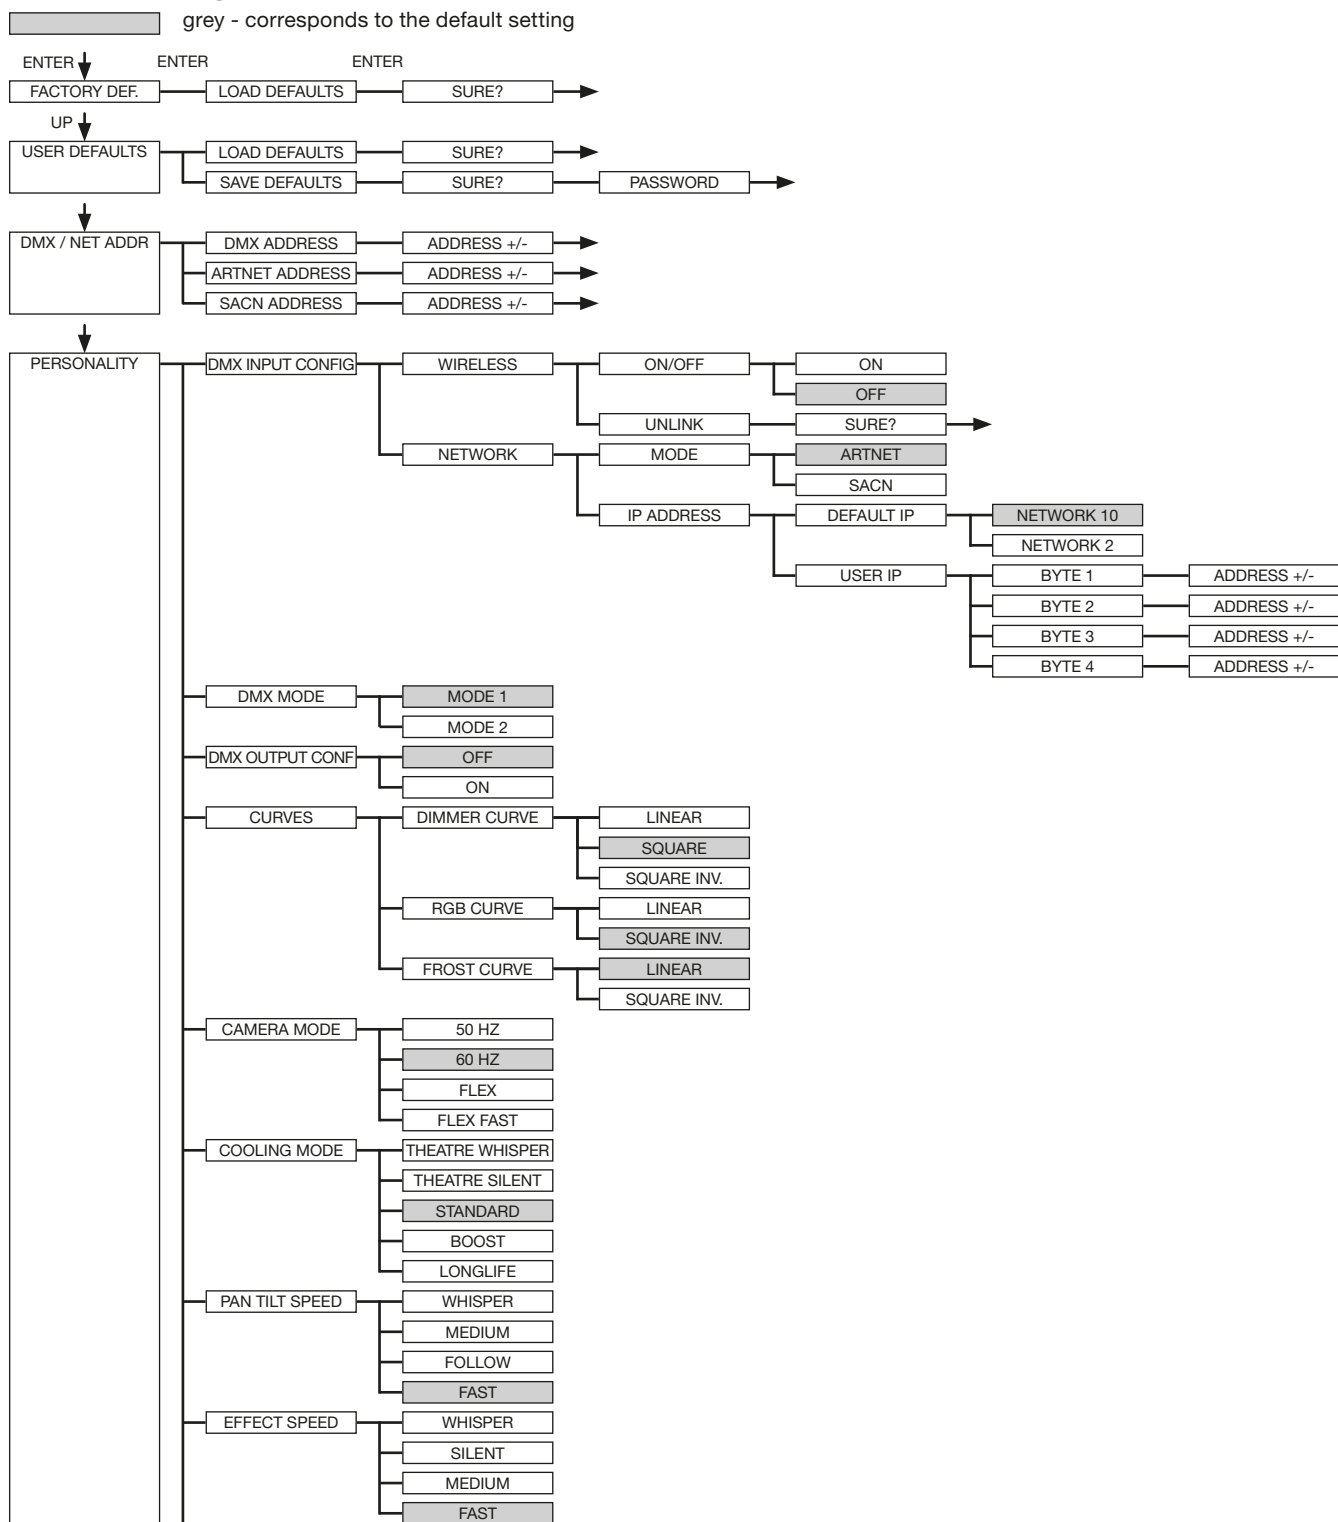 grey - corresponds to the default setting
ENTER ENTER ENTER
FACTORY DEF. LOAD DEFAULTS SURE?
UP
USER DEFAULTS LOAD DEFAULTS SURE?
SAVE DEFAULTS SURE? PASSWORD
DMX / NET ADDR DMX ADDRESS ADDRESS +/-
ARTNET ADDRESS ADDRESS +/-
SACN ADDRESS ADDRESS +/-
PERSONALITY DMX INPUT CONFIG WIRELESS ON/OFF ON
OFF
UNLINK SURE?
NETWORK MODE ARTNET
SACN
IP ADDRESS DEFAULT IP NETWORK 10
NETWORK 2
USER IP BYTE 1 ADDRESS +/-
BYTE 2 ADDRESS +/-
BYTE 3 ADDRESS +/-
BYTE 4 ADDRESS +/-
DMX MODE MODE 1
MODE 2
DMX OUTPUT CONF OFF
ON
CURVES DIMMER CURVE LINEAR
SQUARE
SQUARE INV.
RGB CURVE LINEAR
SQUARE INV.
FROST CURVE LINEAR
SQUARE INV.
CAMERA MODE 50 HZ
60 HZ
FLEX
FLEX FAST
COOLING MODE THEATRE WHISPER
THEATRE SILENT
STANDARD
BOOST
LONGLIFE
PAN TILT SPEED WHISPER
MEDIUM
FOLLOW
FAST
EFFECT SPEED WHISPER
SILENT
MEDIUM
FAST